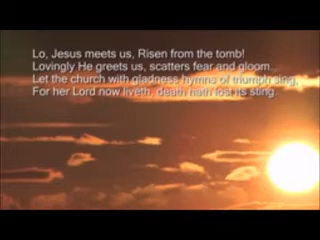 Lo, Jesus meets us, Risen from the tomb!
Lovingly He greets us, scatters fear and gloom...
Let the church with gladness hymns of triumph sing,
For her Lord now liveth, death hath lost its sting.